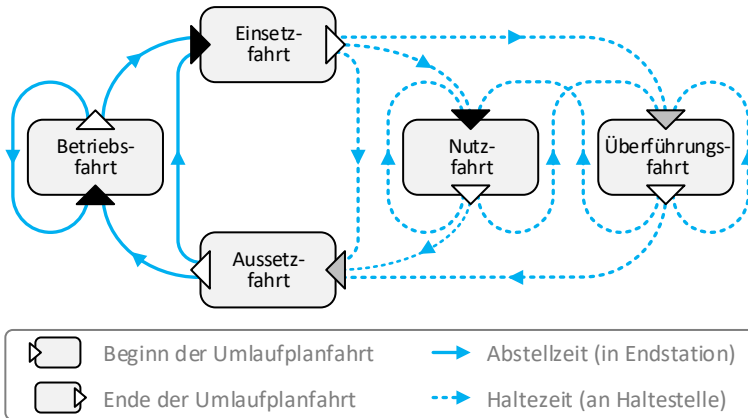 Einsetz-
fahrt
Betriebs-
fahrt
Nutz-
fahrt
Überführungs-
fahrt
Aussetz-
fahrt
Beginn der Umlaufplanfahrt
Abstellzeit (in Endstation)
Ende der Umlaufplanfahrt
Haltezeit (an Haltestelle)